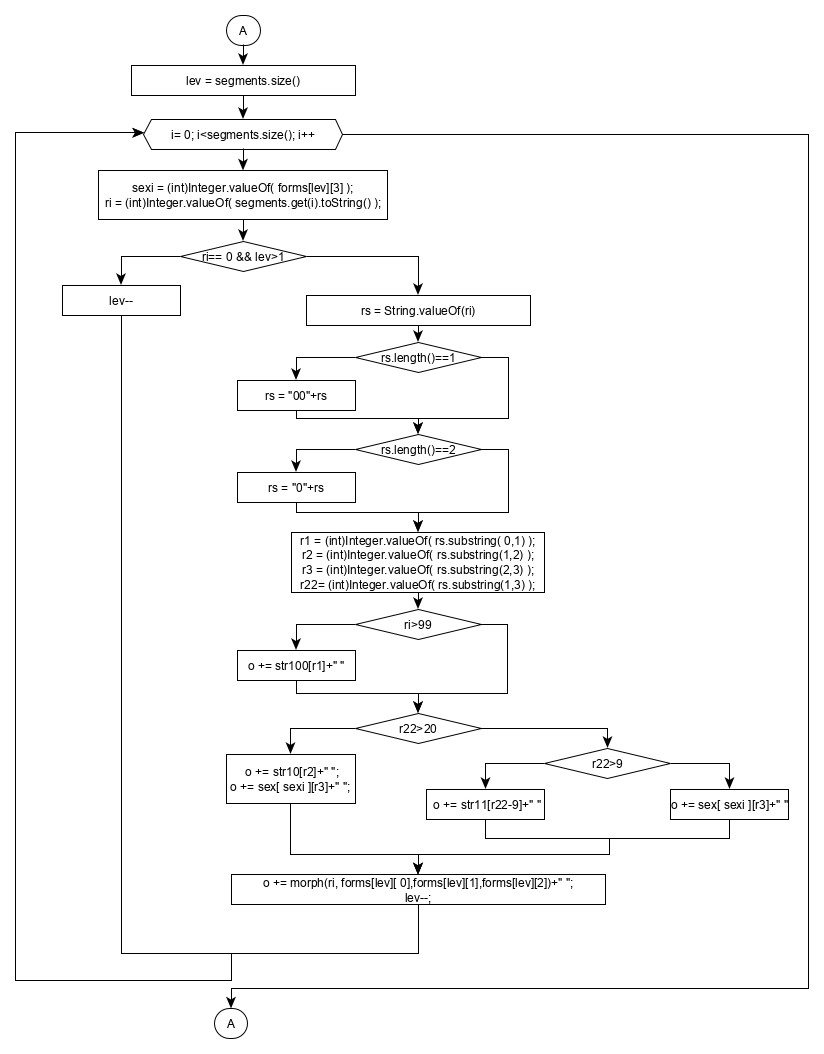 A
lev = segments.size()
i= 0; i<segments.size(); i++
sexi = (int)Integer.valueOf( forms[lev][3] );
ri = (int)Integer.valueOf( segments.get(i).toString() );
ri== 0 && lev>1
lev--
rs = String.valueOf(ri)
rs.length()==1
rs = "00"+rs
rs.length()==2
rs = "0"+rs
r1 = (int)Integer.valueOf( rs.substring( 0,1) );
r2 = (int)Integer.valueOf( rs.substring(1,2) );
r3 = (int)Integer.valueOf( rs.substring(2,3) );
r22= (int)Integer.valueOf( rs.substring(1,3) );
ri>99
o += str100[r1]+" "
r22>20
o += str10[r2]+" ";
o += sex[ sexi ][r3]+" ";
r22>9
o += str11[r22-9]+" "
o += sex[ sexi ][r3]+" "
o += morph(ri, forms[lev][ 0],forms[lev][1],forms[lev][2])+" ";
lev--;
A